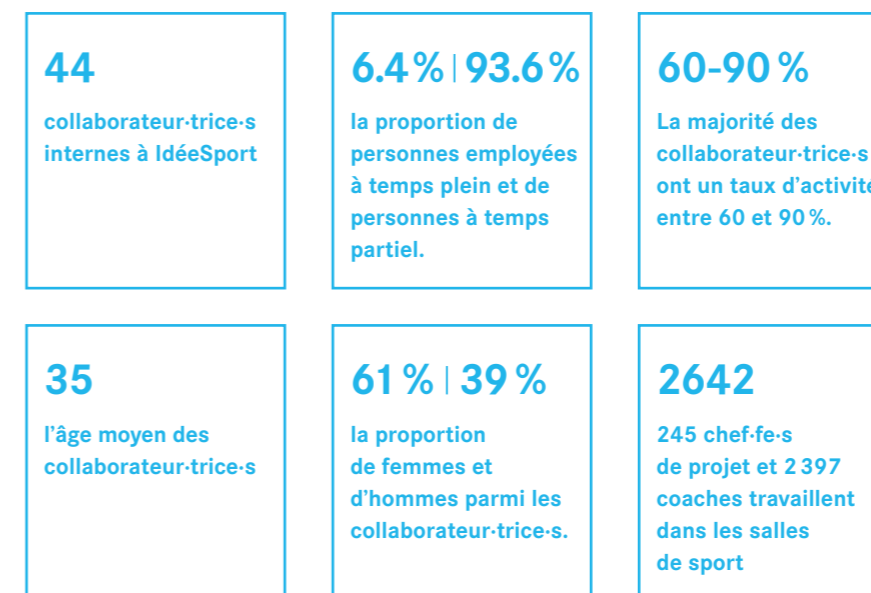 44
collaborateur·trice·s
internes à IdéeSport
6.4 % | 93.6 %
la proportion de
personnes employées
à temps plein et de
personnes à temps
partiel.
60-90 %
La majorité des
collaborateur·trice·s
ont un taux d’activité
entre 60 et 90 %.
35
l’âge moyen des
collaborateur·trice·s
61 % | 39 %
la proportion
de femmes et
d’hommes parmi les
collaborateur·trice·s.
2642
245 chef·fe·s
de projet et 2 397
coaches travaillent
dans les salles
de sport